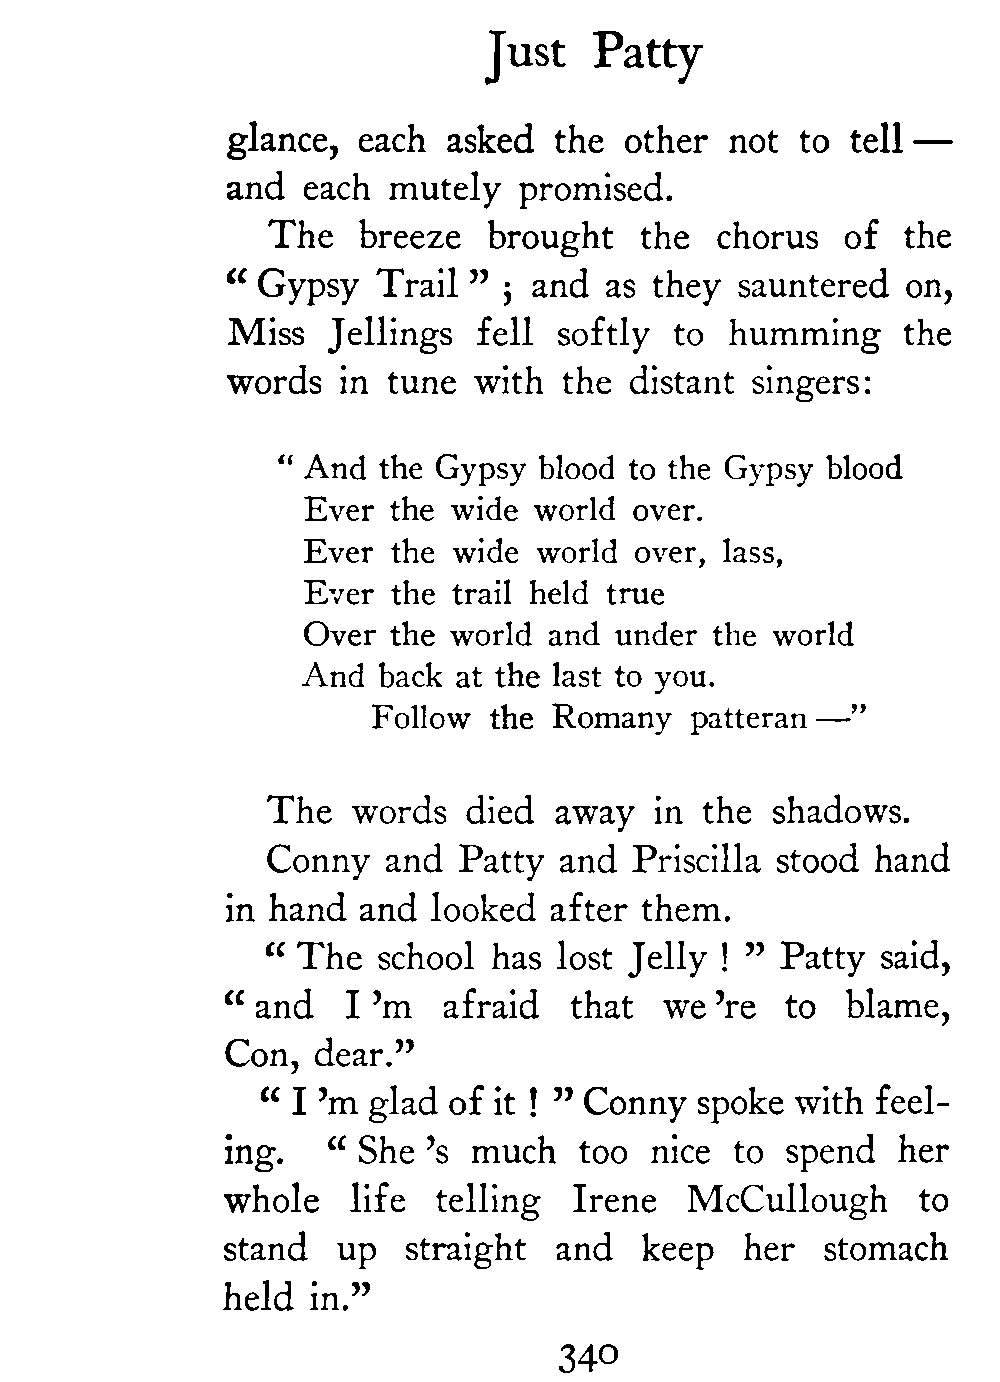 Just Patty
glance, each asked the other not to tell —
and each mutely promised.
The breeze brought the chorus of the
“ Gypsy Trail ” ; and as they sauntered on,
Miss Jellings fell softly to humming the
words in tune with the distant singers:
“ And the Gypsy blood to the Gypsy blood
Ever the wide world over.
Ever the wide world over, lass,
Ever the trail held true
Over the world and under the world
And back at the last to you.
Follow the Romany patteran —”
The words died away in the shadows.
Conny and Patty and Priscilla stood hand
in hand and looked after them.
“ The school has lost Jelly ! ” Patty said,
“ and I ’m afraid that we ’re to blame,
Con, dear.”
“ I ’m glad of it ! ” Conny spoke with feel-
ing. “ She ’s much too nice to spend her
whole life telling Irene McCullough to
stand up straight and keep her stomach
held in.”
340